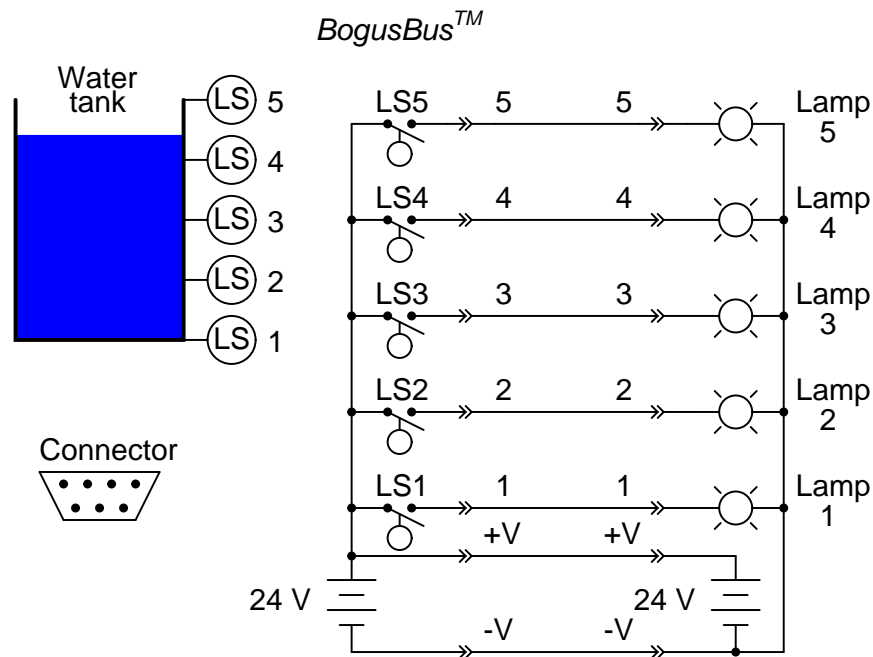 BogusBus™
Water
tank
LS 5
LS 4
LS 3
LS 2
LS 1
Connector
LS5 5 5 Lamp
5
LS4 4 4 Lamp
4
LS3 3 3 Lamp
3
LS2 2 2 Lamp
2
LS1 1 1 Lamp
1
+V +V
24 V 24 V
-V -V